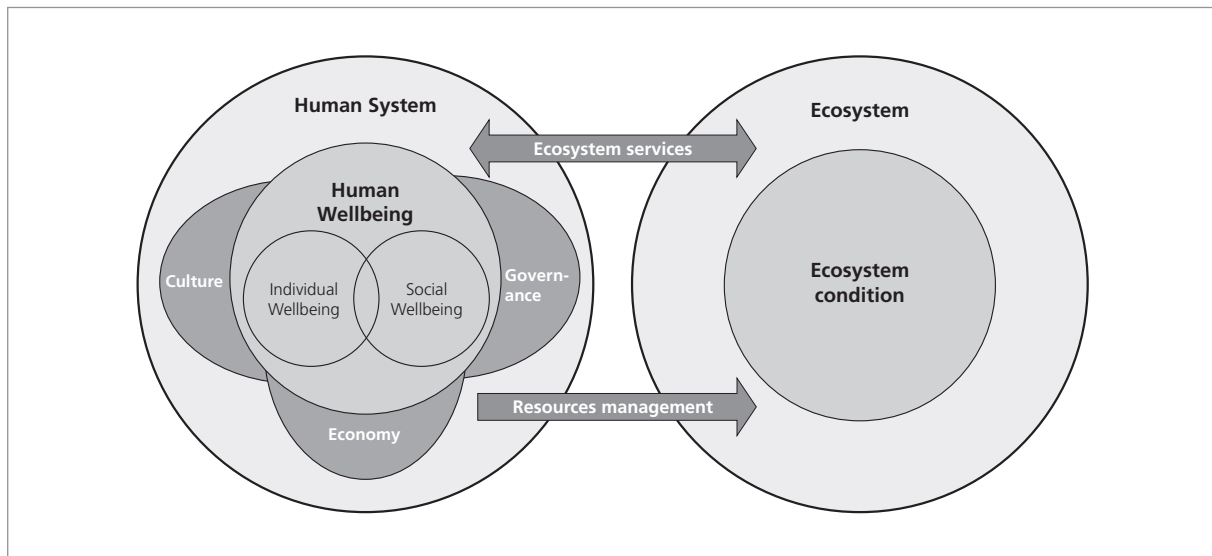 Human System
Ecosystem
Ecosystem services
Human
Wellbeing
Culture
Govern-
ance
Individual
Wellbeing
Social
Wellbeing
Ecosystem
condition
Resources management
Economy